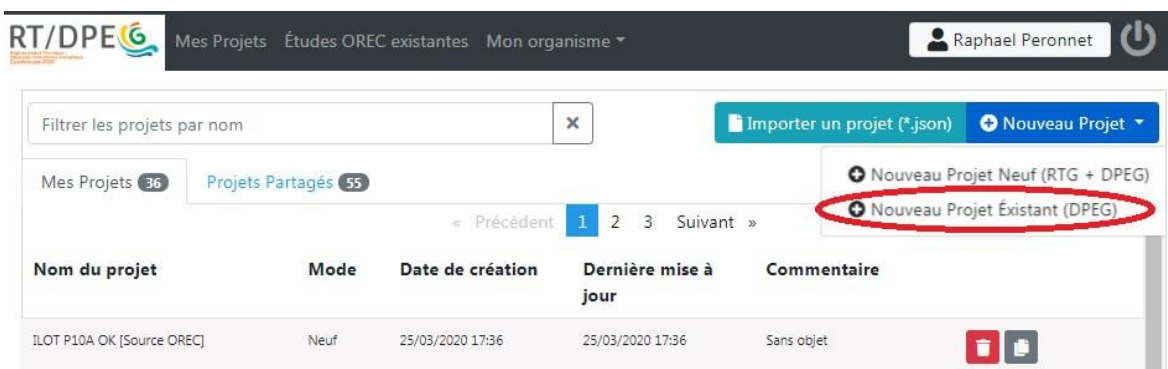 RT/DPEG
Mes Projets Études OREC existantes Mon organisme
Raphael Peronnet
Filtrer les projets par nom
Importer un projet (*.json)
Nouveau Projet
Mes Projets 36
Projets Partagés 55
Nouveau Projet Neuf (RTG + DPEG)
Nouveau Projet Éxistant (DPEG)
« Précédent 1 2 3 Suivant »
Nom du projet Mode Date de création Dernière mise à jour Commentaire
ILOT P10A OK [Source OREC] Neuf 25/03/2020 17:36 25/03/2020 17:36 Sans objet